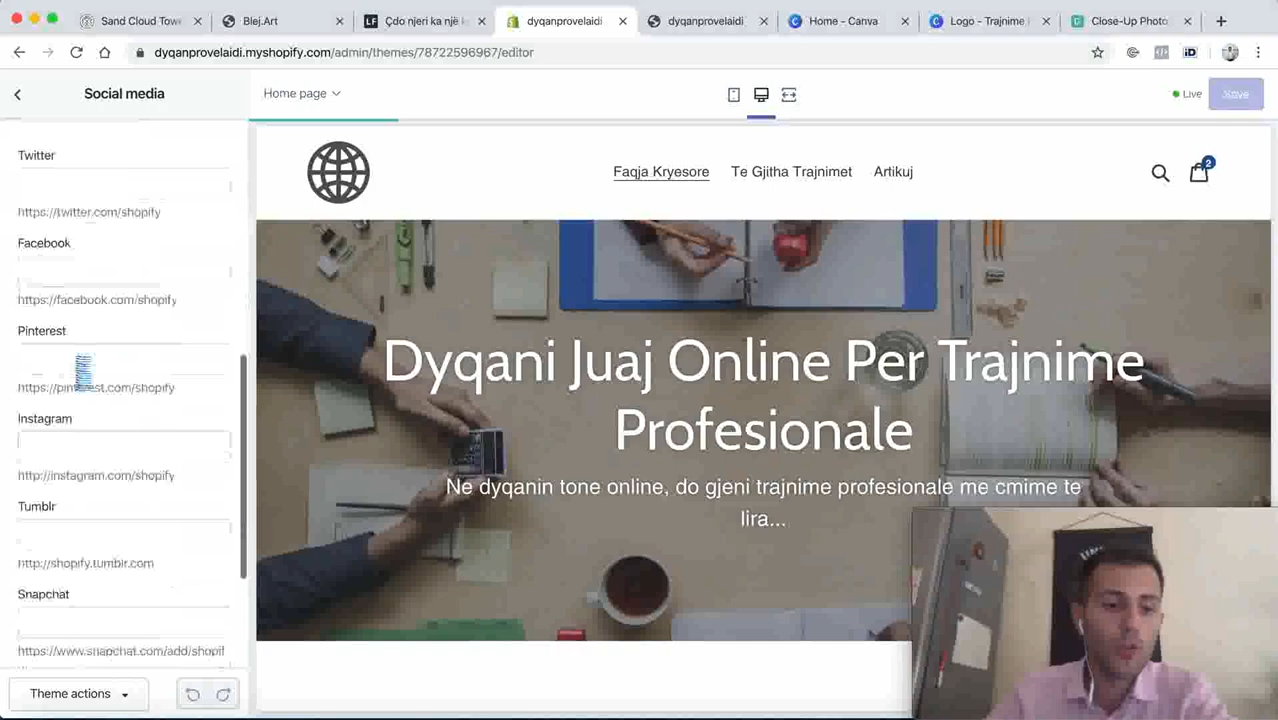 Sand Cloud Tow
Blej.Art
Çdo njeri ka një
dyqanprovelaidi
dyqanprovelaidi
Home - Canva
Logo - Trajnime
Close-Up Photo
dyqanprovelaidi.myshopify.com/admin/themes/78722596967/editor
Social media
Home page
Live
Save
Twitter
https://twitter.com/shopify
Facebook
https://facebook.com/shopify
Pinterest
https://pinterest.com/shopify
Instagram
http://instagram.com/shopify
Tumblr
http://shopify.tumblr.com
Snapchat
https://www.snapchat.com/add/shopif
Theme actions
Faqja Kryesore
Te Gjitha Trajnimet
Artikuj
2
Dyqani Juaj Online Per Trajnime
Profesionale
Ne dyqanin tone online, do gjeni trajnime profesionale me cmime te
lira...